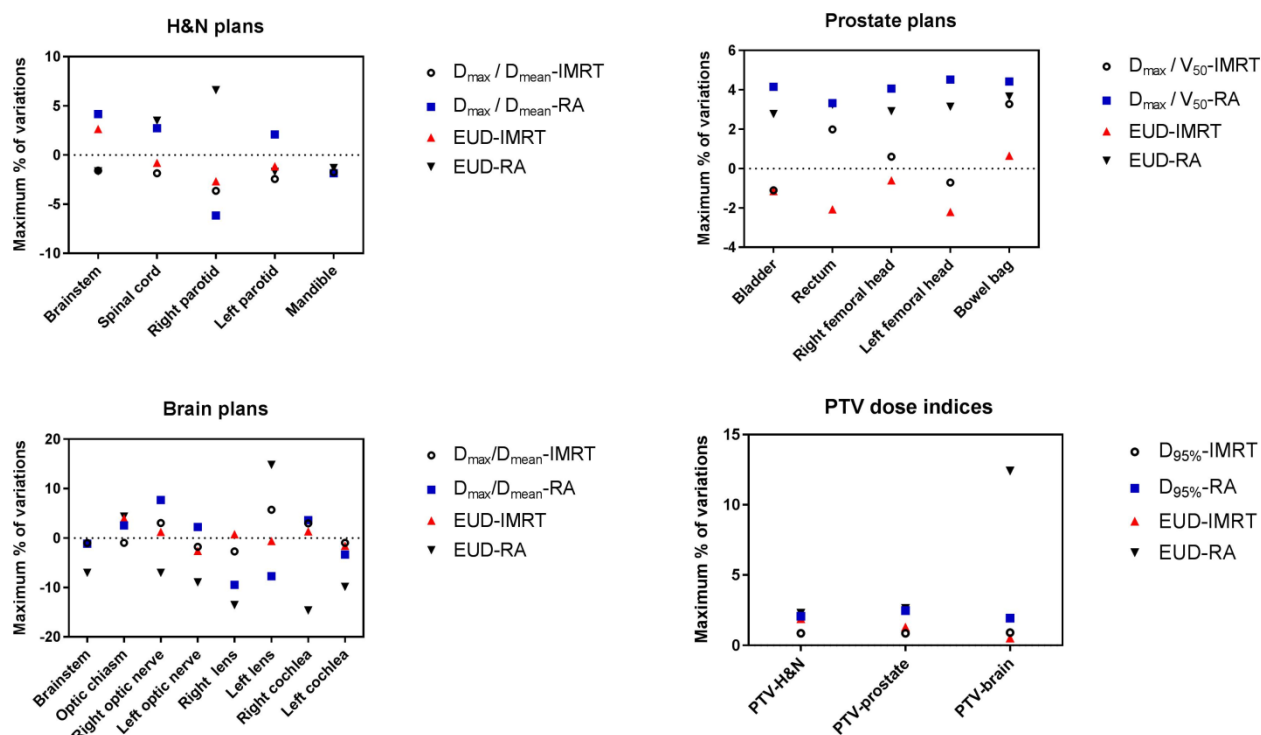 H&N plans
Maximum % of variations
10
5
0
-5
-10
Brainstem
Spinal cord
Right parotid
Left parotid
Mandible
Dmax / Dmean-IMRT
Dmax / Dmean-RA
EUD-IMRT
EUD-RA
Prostate plans
Maximum % of variations
6
4
2
0
-2
-4
Bladder
Rectum
Right femoral head
Left femoral head
Bowel bag
Dmax / V50-IMRT
Dmax / V50-RA
EUD-IMRT
EUD-RA
Brain plans
Maximum % of variations
20
10
0
-10
-20
Brainstem
Optic chiasm
Right optic nerve
Left optic nerve
Right lens
Left lens
Right cochlea
Left cochlea
Dmax/Dmean-IMRT
Dmax/Dmean-RA
EUD-IMRT
EUD-RA
PTV dose indices
Maximum % of variations
15
10
5
0
PTV-H&N
PTV-prostate
PTV-brain
D95%-IMRT
D95%-RA
EUD-IMRT
EUD-RA